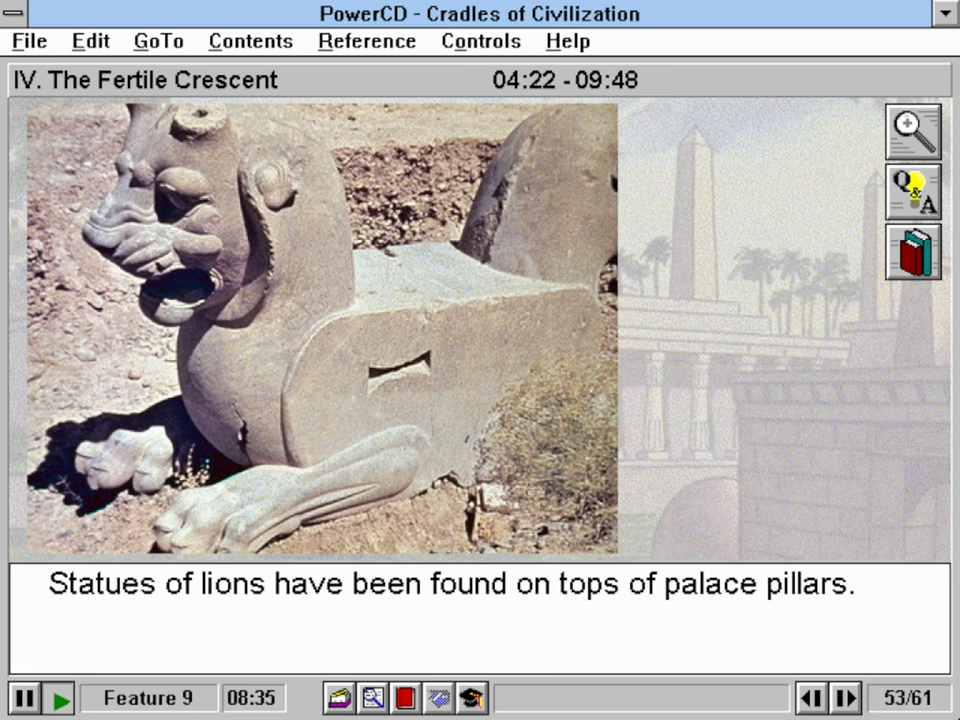 PowerCD - Cradles of Civilization
File Edit GoTo Contents Reference Controls Help
IV. The Fertile Crescent 04:22 - 09:48
Q & A
Statues of lions have been found on tops of palace pillars.
Feature 9 08:35 53/61